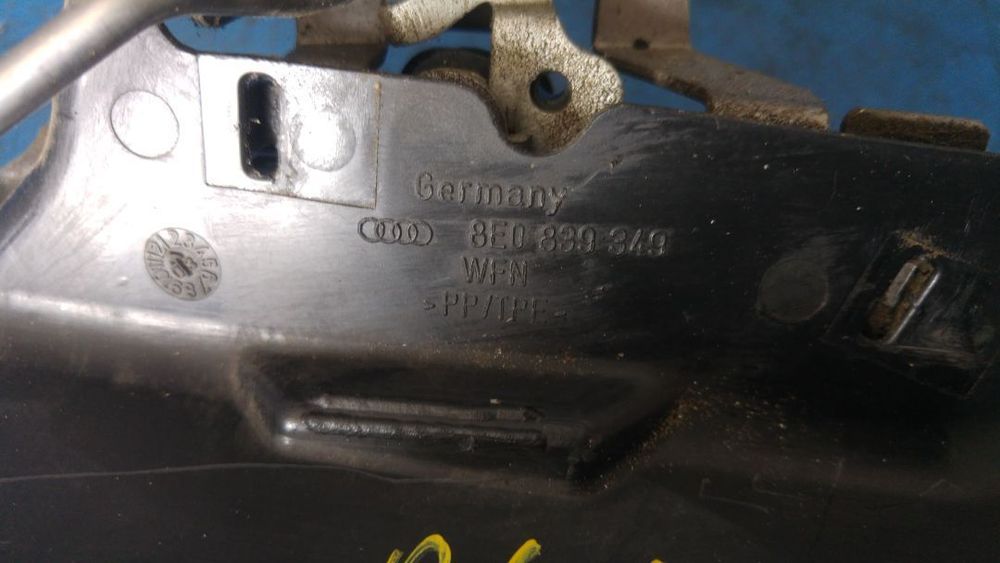 Germany
8E0 839 349
WFN
>PP/TPE<